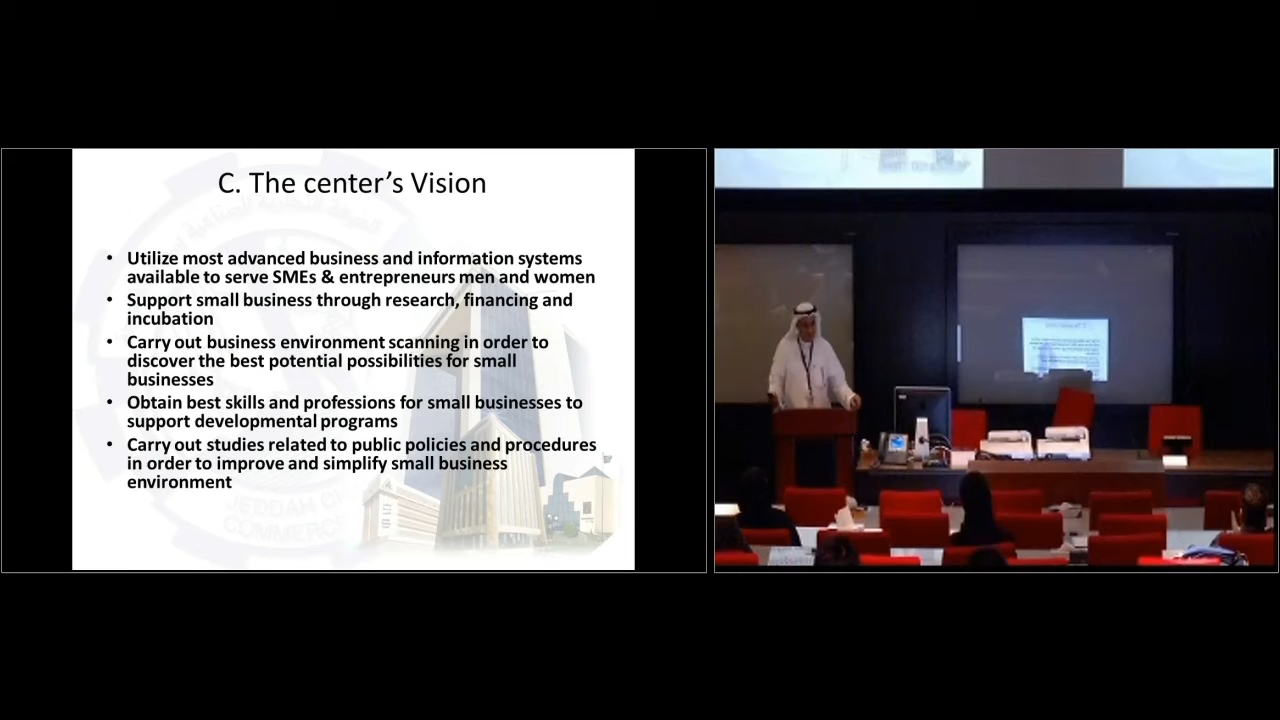 C. The center's Vision
• Utilize most advanced business and information systems
available to serve SMEs & entrepreneurs men and women
• Support small business through research, financing and
incubation
• Carry out business environment scanning in order to
discover the best potential possibilities for small
businesses
• Obtain best skills and professions for small businesses to
support developmental programs
• Carry out studies related to public policies and procedures
in order to improve and simplify small business
environment
JEDDAH
COMMERCE